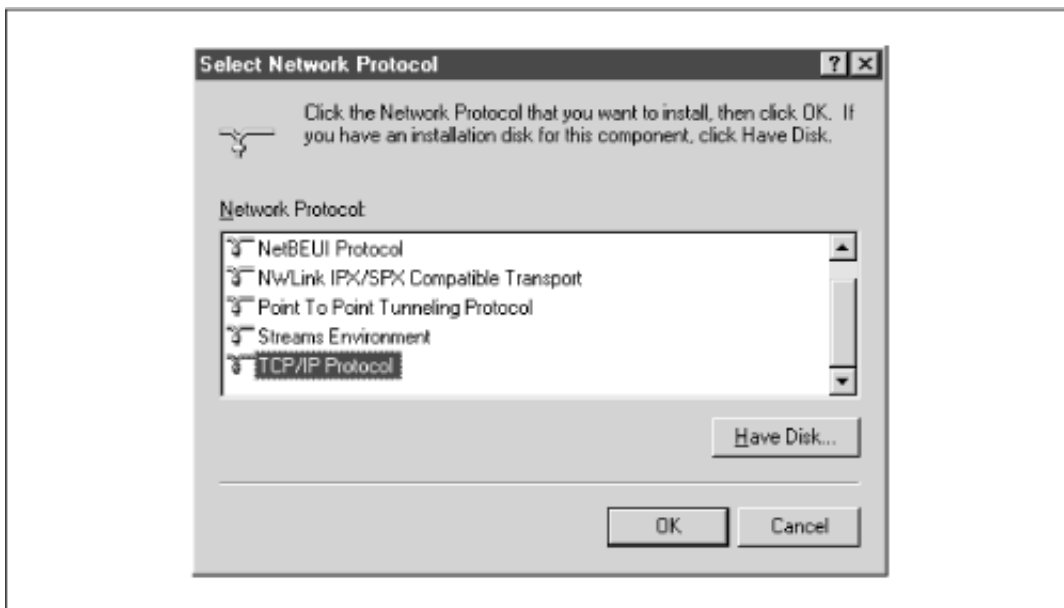 Select Network Protocol
Click the Network Protocol that you want to install, then click OK. If
you have an installation disk for this component, click Have Disk.
Network Protocol:
NetBEUI Protocol
NWLink IPX/SPX Compatible Transport
Point To Point Tunneling Protocol
Streams Environment
TCP/IP Protocol
Have Disk...
OK
Cancel